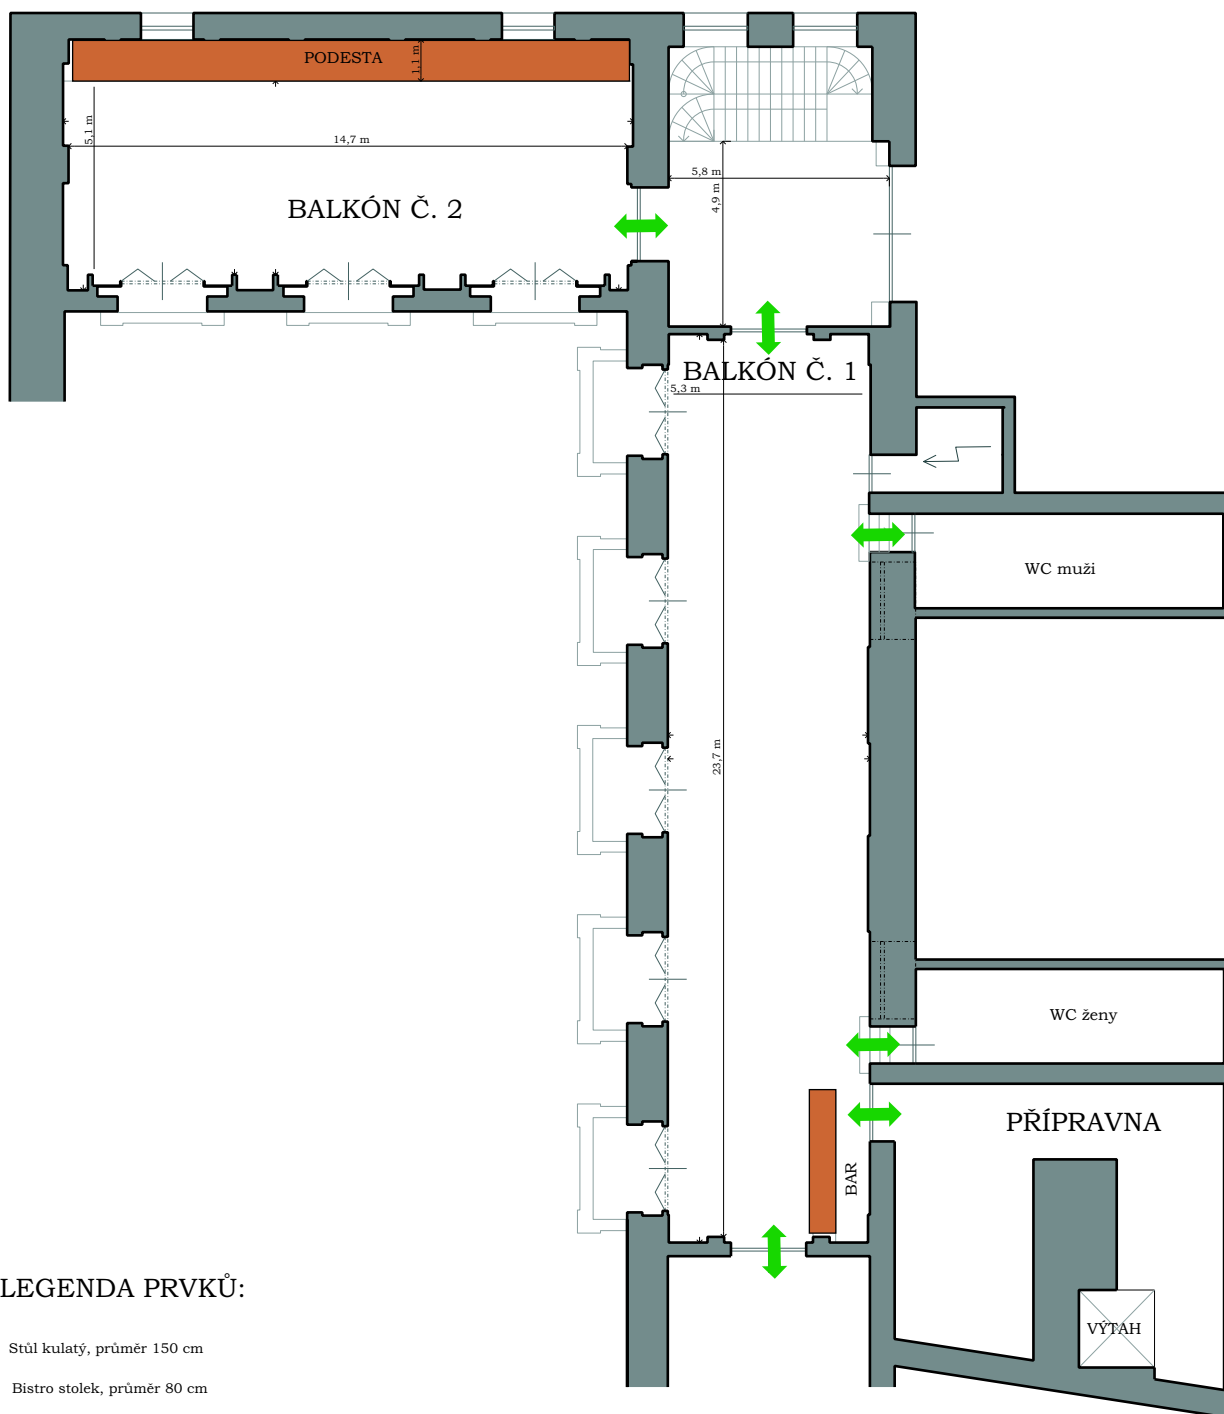 PODESTA
1,1 m
5,1 m
14,7 m
5,8 m
4,9 m
BALKÓN Č. 2
BALKÓN Č. 1
5,3 m
WC muži
23,7 m
WC ženy
PŘÍPRAVNA
BAR
LEGENDA PRVKŮ:
VÝTAH
Stůl kulatý, průměr 150 cm
Bistro stolek, průměr 80 cm